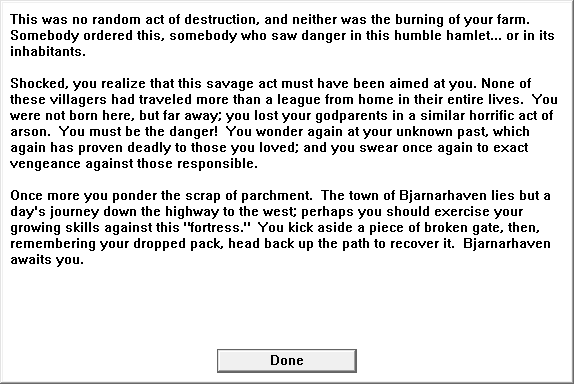 This was no random act of destruction, and neither was the burning of your farm.
Somebody ordered this, somebody who saw danger in this humble hamlet... or in its
inhabitants.
Shocked, you realize that this savage act must have been aimed at you. None of
these villagers had traveled more than a league from home in their entire lives.  You
were not born here, but far away; you lost your godparents in a similar horrific act of
arson.  You must be the danger!  You wonder again at your unknown past, which
again has proven deadly to those you loved; and you swear once again to exact
vengeance against those responsible.
Once more you ponder the scrap of parchment.  The town of Bjarnarhaven lies but a
day's journey down the highway to the west; perhaps you should exercise your
growing skills against this "fortress."  You kick aside a piece of broken gate, then,
remembering your dropped pack, head back up the path to recover it.  Bjarnarhaven
awaits you.
Done